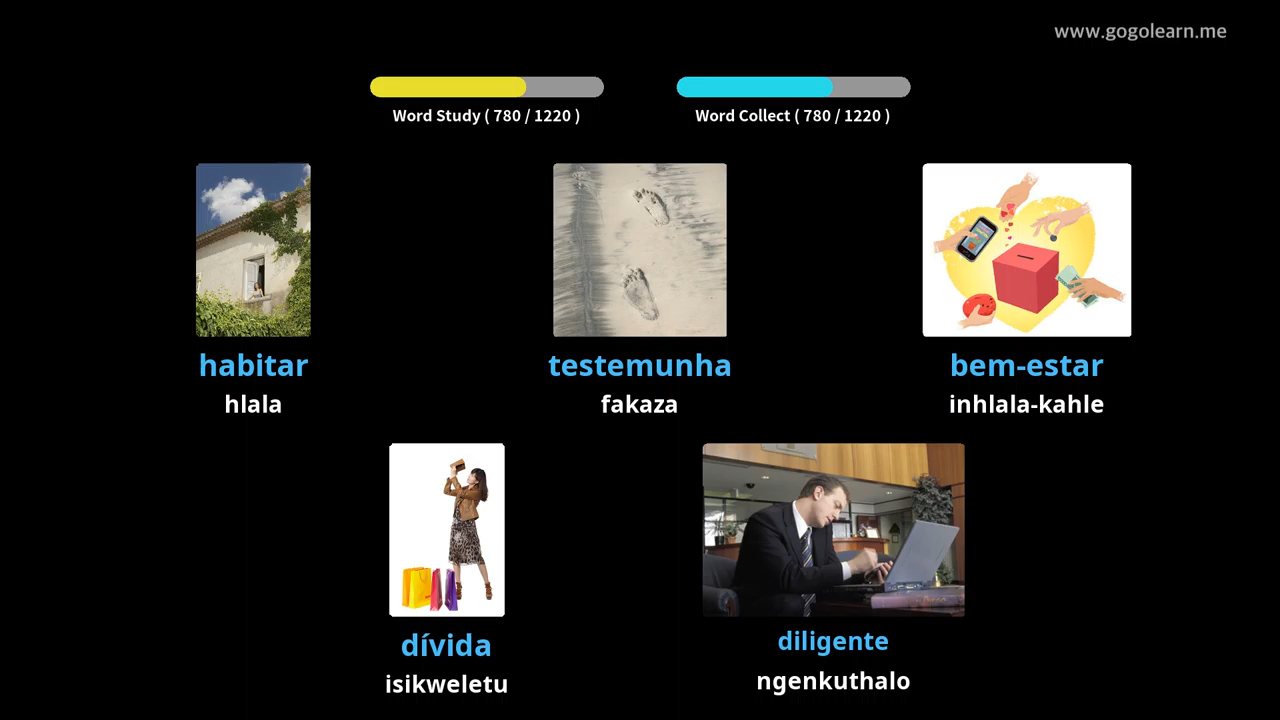 www.gogolearn.me
Word Study ( 780 / 1220 )
Word Collect ( 780 / 1220 )
habitar
hlala
testemunha
fakaza
bem-estar
inhlala-kahle
dívida
isikweletu
diligente
ngenkuthalo